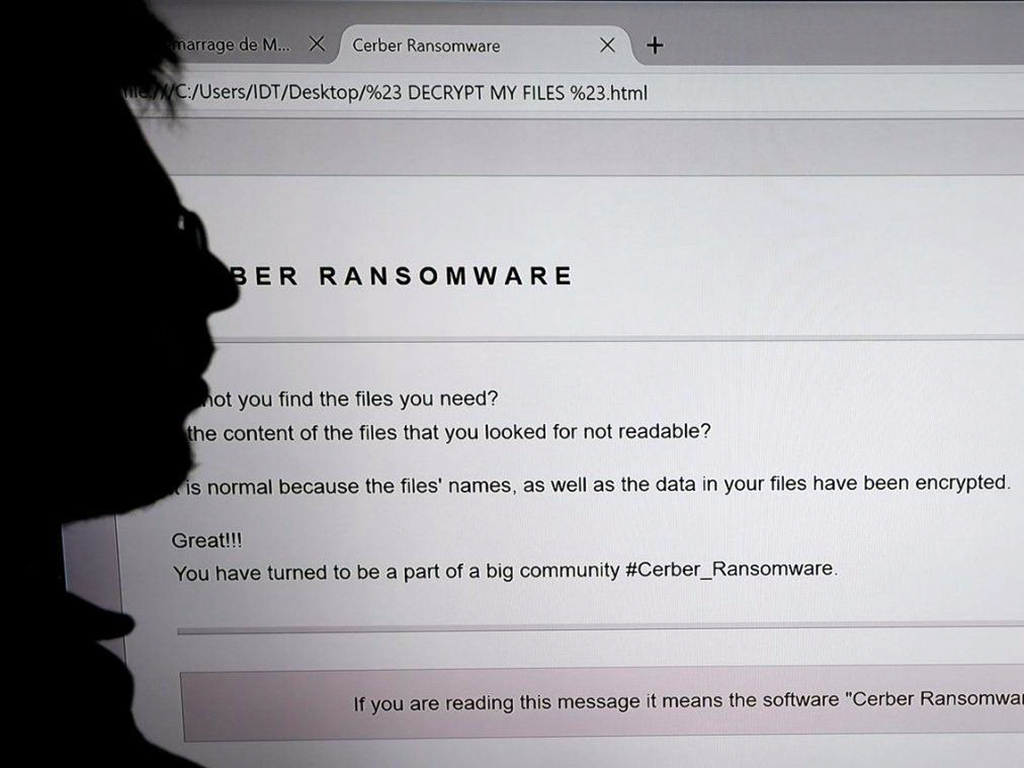 marrage de M...
Cerber Ransomware
file:///C:/Users/IDT/Desktop/%23 DECRYPT MY FILES %23.html
BER RANSOMWARE
not you find the files you need?
the content of the files that you looked for not readable?
is normal because the files' names, as well as the data in your files have been encrypted.
Great!!!
You have turned to be a part of a big community #Cerber_Ransomware.
If you are reading this message it means the software "Cerber Ransomwar